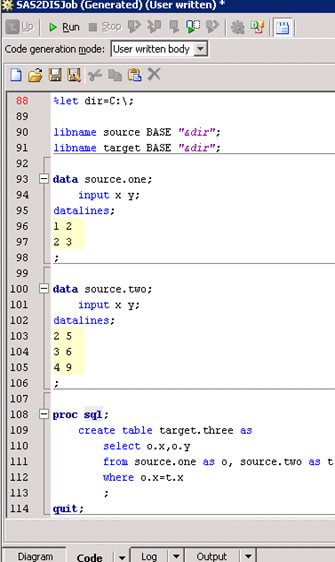 SAS2DISJob (Generated) (User written) *
Up Run Stop
Code generation mode: User written body
88 %let dir=C:\;
89
90 libname source BASE "&dir";
91 libname target BASE "&dir";
92
93 data source.one;
94 input x y;
95 datalines;
96 1 2
97 2 3
98 ;
99
100 data source.two;
101 input x y;
102 datalines;
103 2 5
104 3 6
105 4 9
106 ;
107
108 proc sql;
109 create table target.three as
110 select o.x,o.y
111 from source.one as o, source.two as t
112 where o.x=t.x
113 ;
114 quit;
Diagram Code Log Output